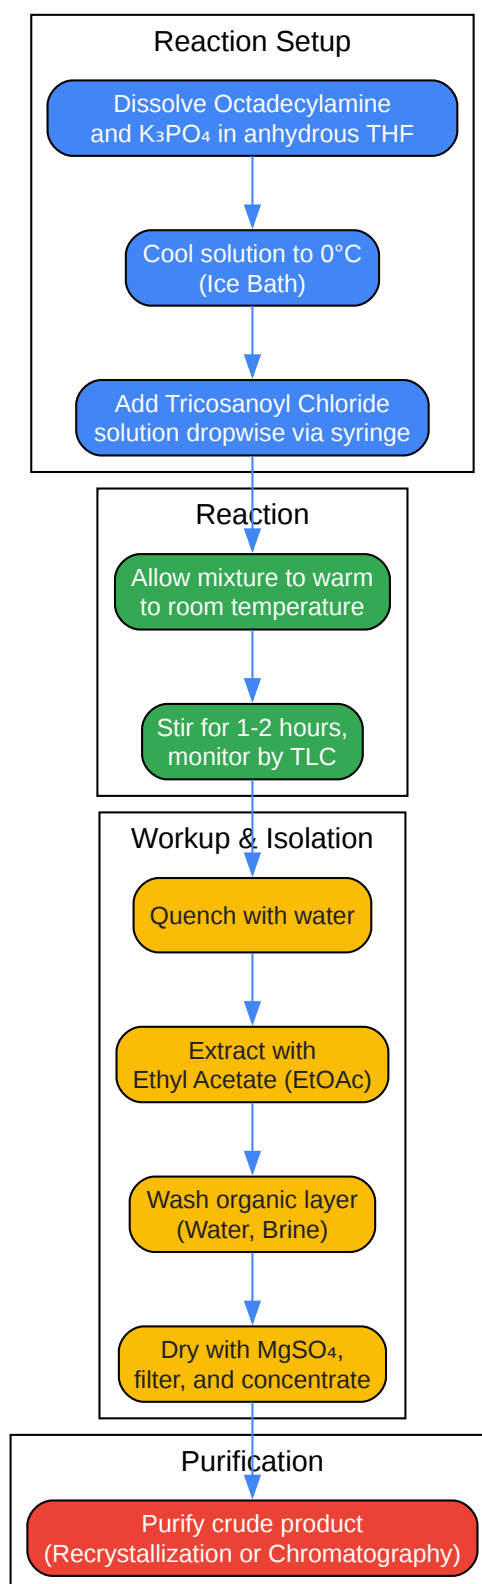 Reaction Setup
Dissolve Octadecylamine
and K₃PO₄ in anhydrous THF
Cool solution to 0°C
(Ice Bath)
Add Tricosanoyl Chloride
solution dropwise via syringe
Reaction
Allow mixture to warm
to room temperature
Stir for 1-2 hours,
monitor by TLC
Workup & Isolation
Quench with water
Extract with
Ethyl Acetate (EtOAc)
Wash organic layer
(Water, Brine)
Dry with MgSO₄,
filter, and concentrate
Purification
Purify crude product
(Recrystallization or Chromatography)